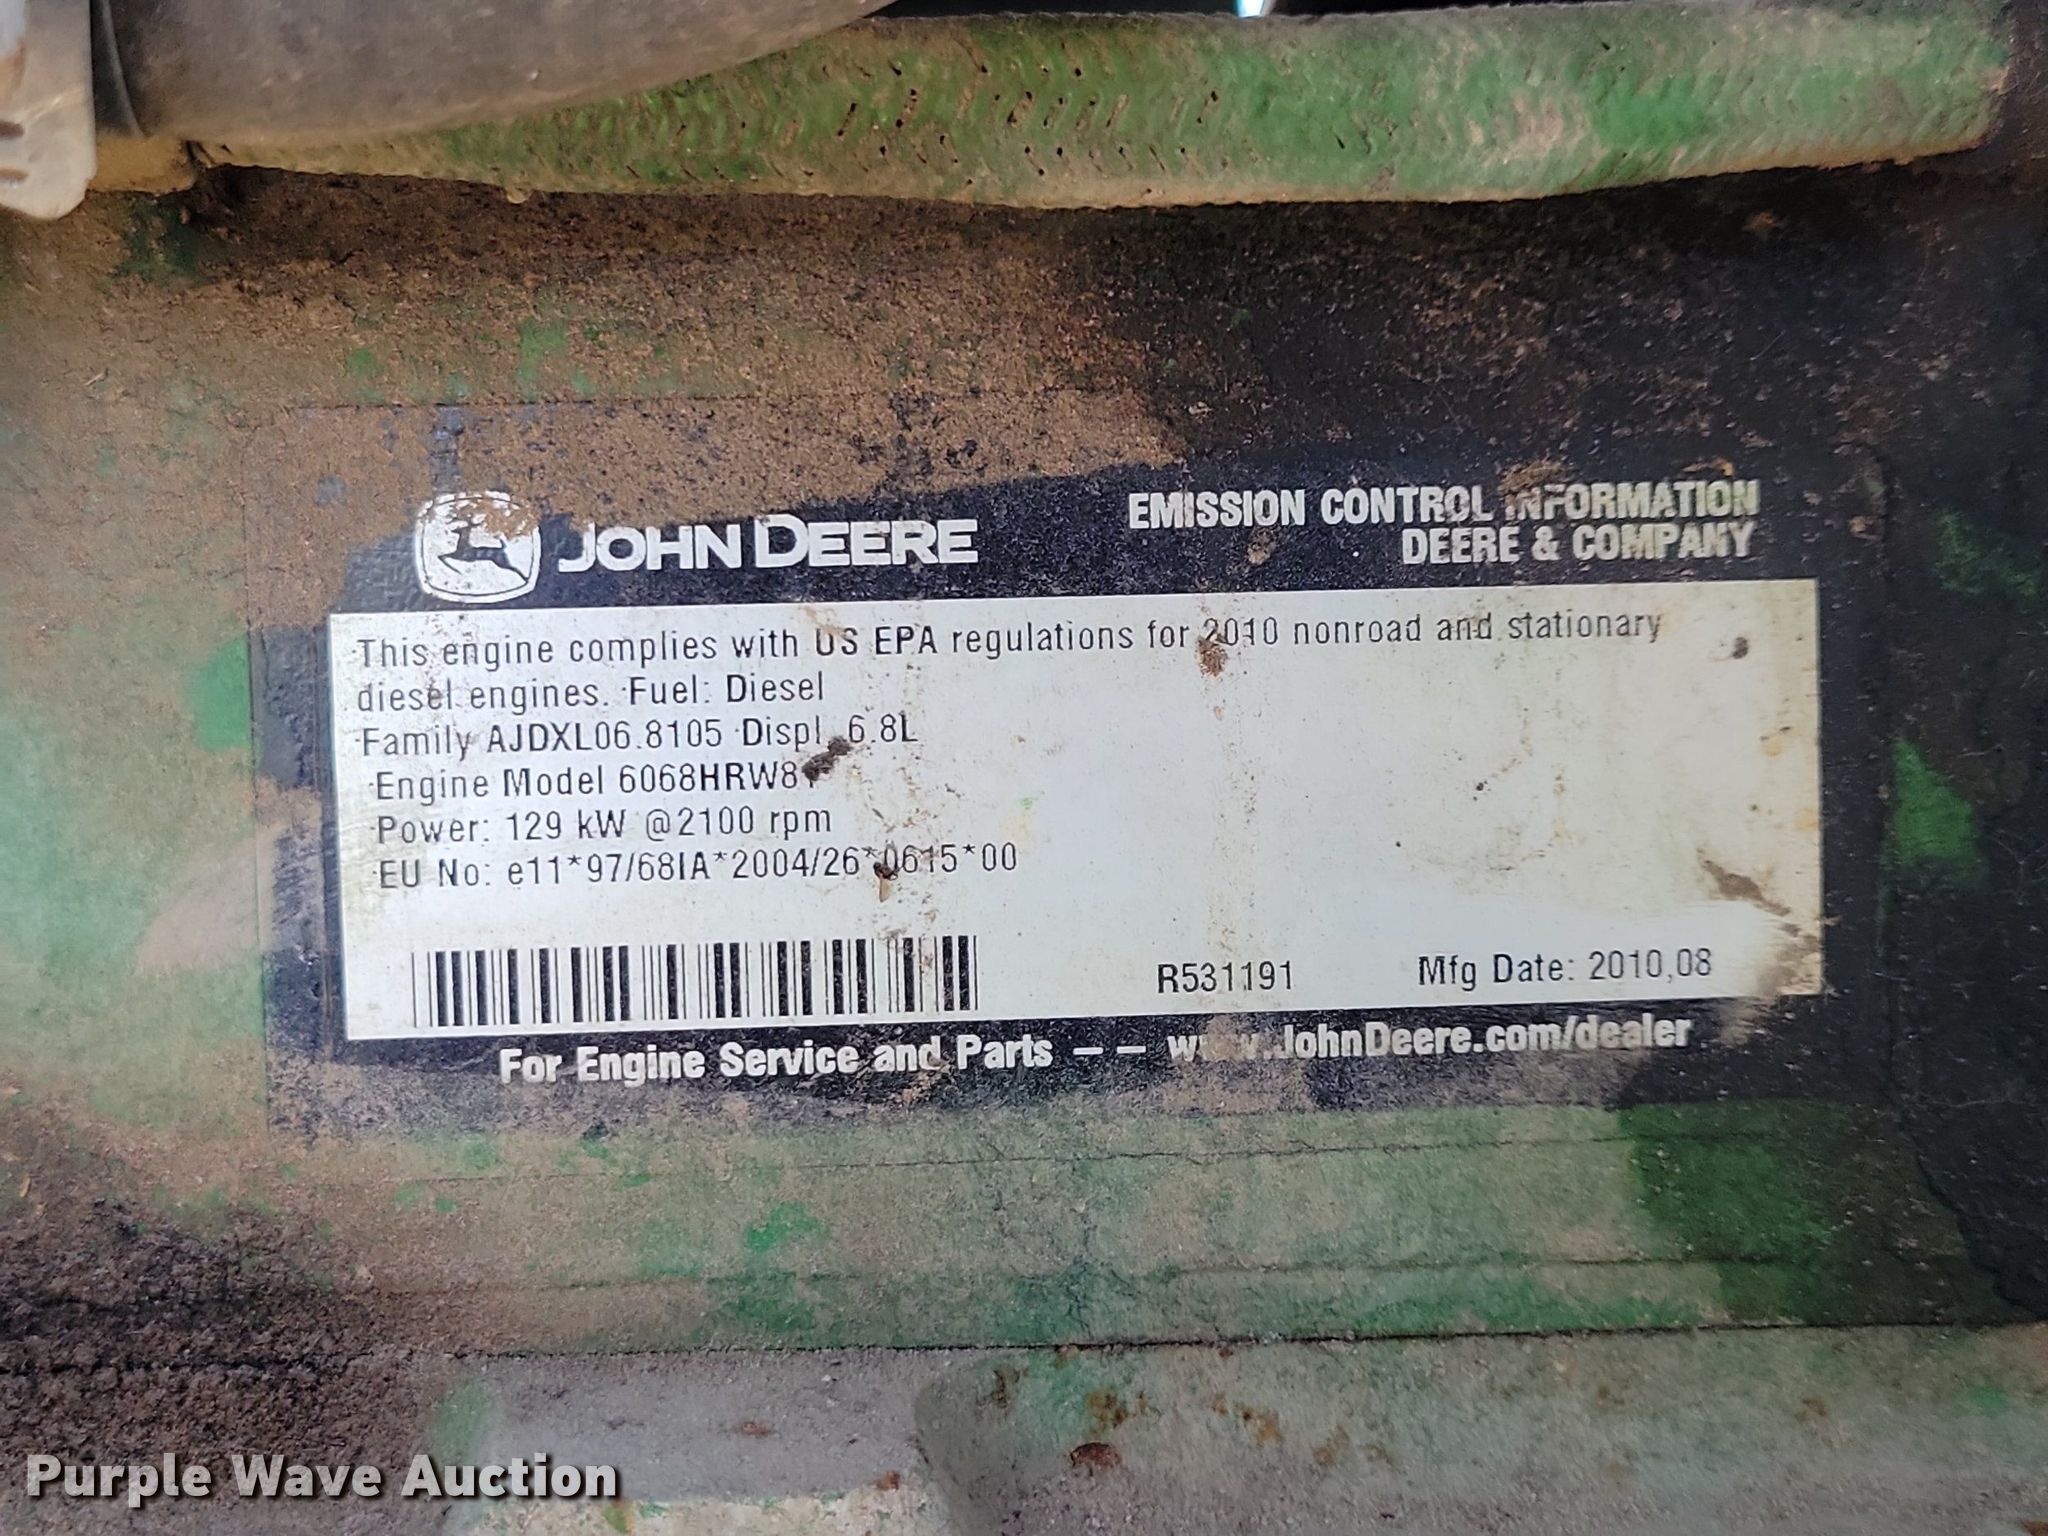 JOHN DEERE
EMISSION CONTROL INFORMATION
DEERE & COMPANY
This engine complies with US EPA regulations for 2010 nonroad and stationary
diesel engines. Fuel: Diesel
Family AJDXL06.8105 Displ. 6.8L
Engine Model
Power: 129 kW @2100 rpm
EU No: e11*97/68IA*2004/26*0615*00
R531191 Mfg Date: 2010,08
For Engine Service and Parts –– www.JohnDeere.com/dealer
Purple Wave Auction